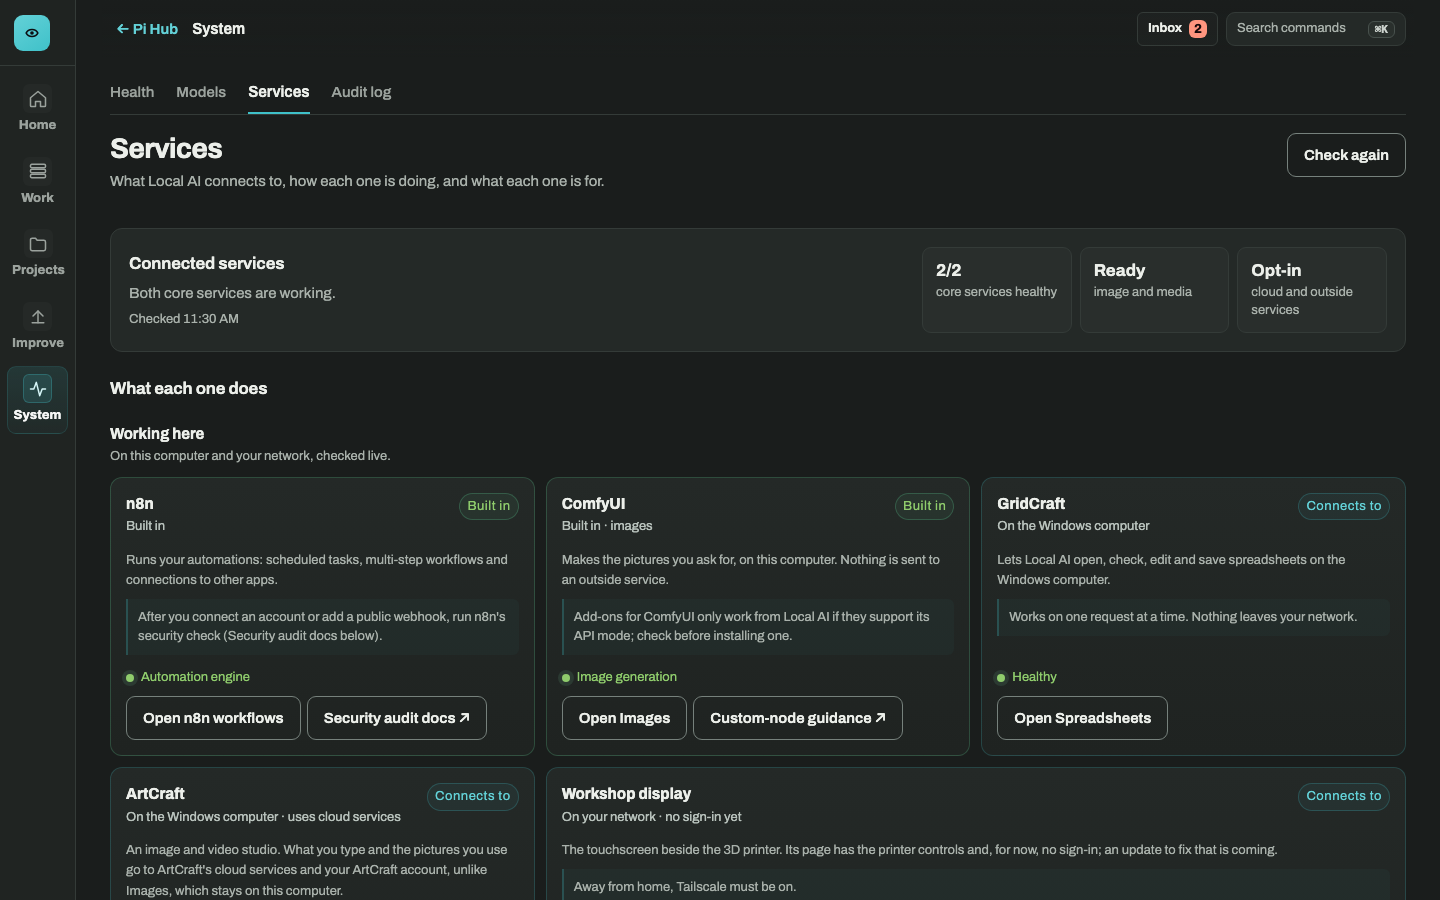 ← Pi Hub System
Inbox 2
Search commands ⌘K
Home
Work
Projects
Improve
System
Health Models Services Audit log
Services
What Local AI connects to, how each one is doing, and what each one is for.
Check again
Connected services
Both core services are working.
Checked 11:30 AM
2/2
core services healthy
Ready
image and media
Opt-in
cloud and outside
services
What each one does
Working here
On this computer and your network, checked live.
n8n
Built in
Built in
Runs your automations: scheduled tasks, multi-step workflows and
connections to other apps.
After you connect an account or add a public webhook, run n8n's
security check (Security audit docs below).
Automation engine
Open n8n workflows
Security audit docs ↗
ComfyUI
Built in
Built in · images
Makes the pictures you ask for, on this computer. Nothing is sent to
an outside service.
Add-ons for ComfyUI only work from Local AI if they support its
API mode; check before installing one.
Image generation
Open Images
Custom-node guidance ↗
GridCraft
Connects to
On the Windows computer
Lets Local AI open, check, edit and save spreadsheets on the
Windows computer.
Works on one request at a time. Nothing leaves your network.
Healthy
Open Spreadsheets
ArtCraft
Connects to
On the Windows computer · uses cloud services
An image and video studio. What you type and the pictures you use
go to ArtCraft's cloud services and your ArtCraft account, unlike
Images, which stays on this computer.
Workshop display
Connects to
On your network · no sign-in yet
The touchscreen beside the 3D printer. Its page has the printer controls and, for now, no sign-in; an update to fix that is coming.
Away from home, Tailscale must be on.